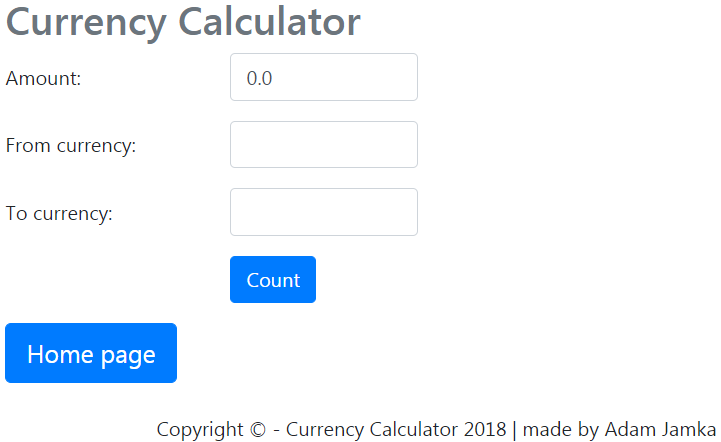 Currency Calculator
Amount: 0.0
From currency:
To currency:
Count
Home page
Copyright © - Currency Calculator 2018 | made by Adam Jamka